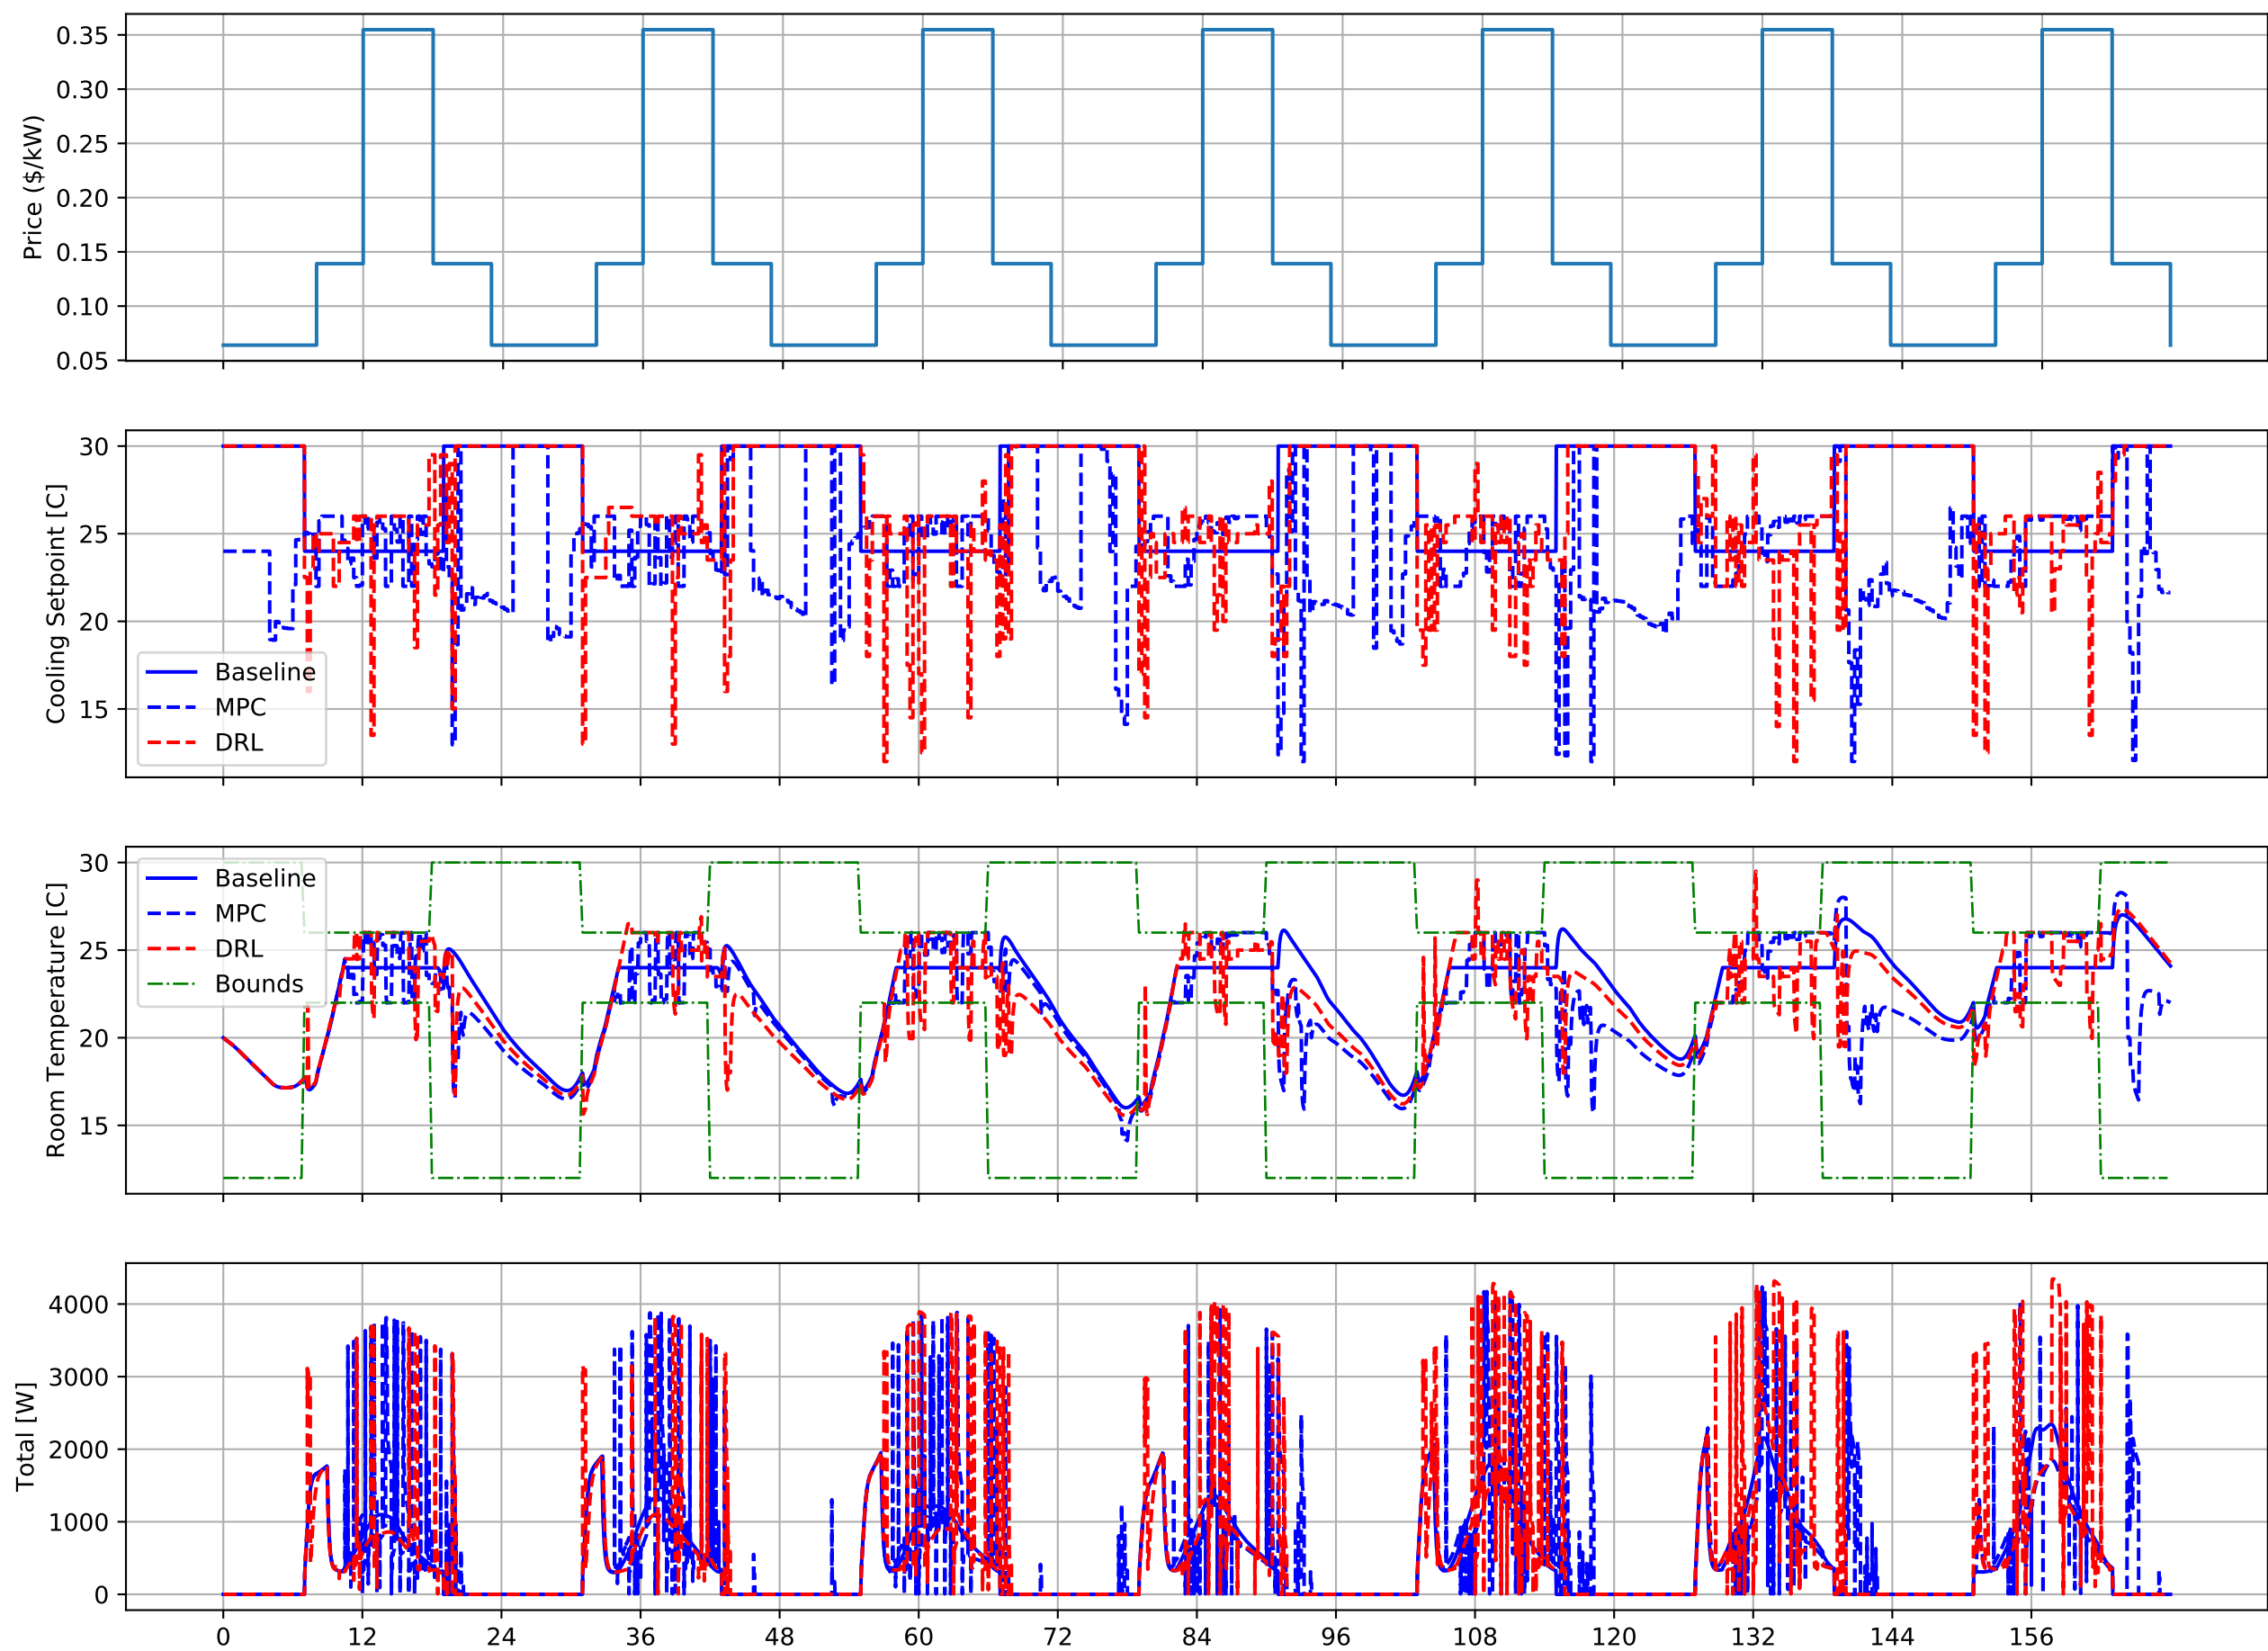 Price ($/kW)
0.35
0.30
0.25
0.20
0.15
0.10
0.05
Cooling Setpoint [C]
30
25
20
15
Baseline
MPC
DRL
Room Temperature [C]
30
25
20
15
Baseline
MPC
DRL
Bounds
Total [W]
4000
3000
2000
1000
0
0 12 24 36 48 60 72 84 96 108 120 132 144 156